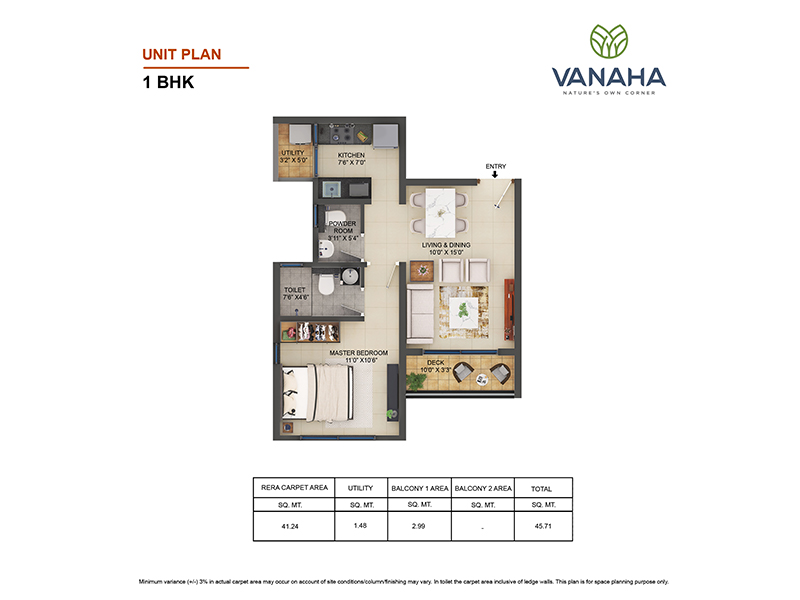 UNIT PLAN
1 BHK
VANAHA
NATURE'S OWN CORNER
UTILITY
3'2" X 5'0"
KITCHEN
7'6" X 7'0"
ENTRY
POWDER
ROOM
3'11" X 5'4"
LIVING & DINING
10'0" X 15'0"
TOILET
7'6" X4'6"
MASTER BEDROOM
11'0" X10'6"
DECK
10'0" X 3'3"
RERA CARPET AREA UTILITY BALCONY 1 AREA BALCONY 2 AREA TOTAL
SQ. MT. SQ. MT. SQ. MT. SQ. MT. SQ. MT.
41.24 1.48 2.99 - 45.71
Minimum variance (+/-) 3% in actual carpet area may occur on account of site conditions/column/finishing may vary. In toilet the carpet area inclusive of ledge walls. This plan is for space planning purpose only.